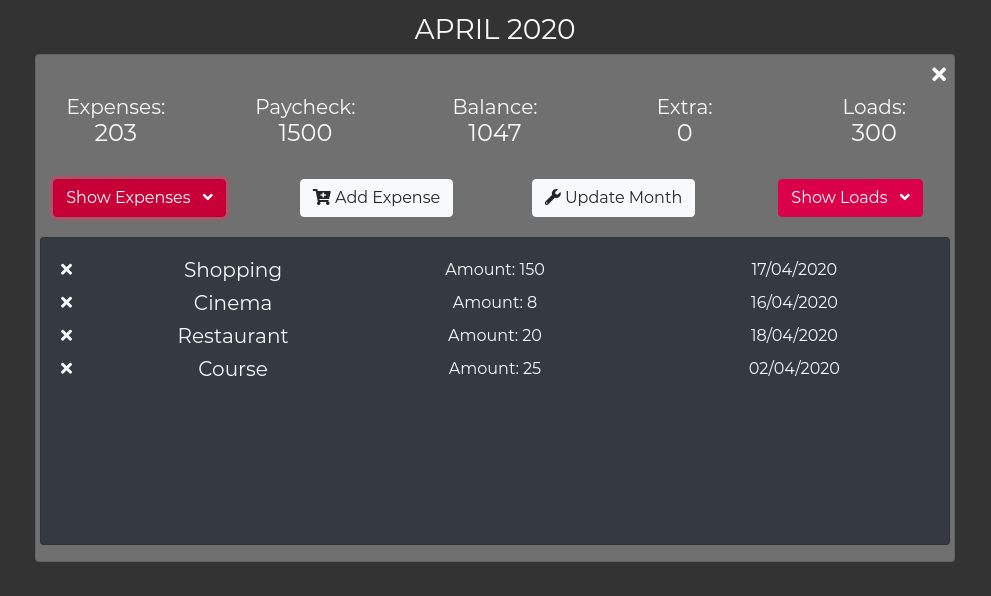 APRIL 2020
Expenses: Paycheck: Balance: Extra: Loads:
203 1500 1047 0 300
Show Expenses Add Expense Update Month Show Loads
Shopping Amount: 150 17/04/2020
Cinema Amount: 8 16/04/2020
Restaurant Amount: 20 18/04/2020
Course Amount: 25 02/04/2020